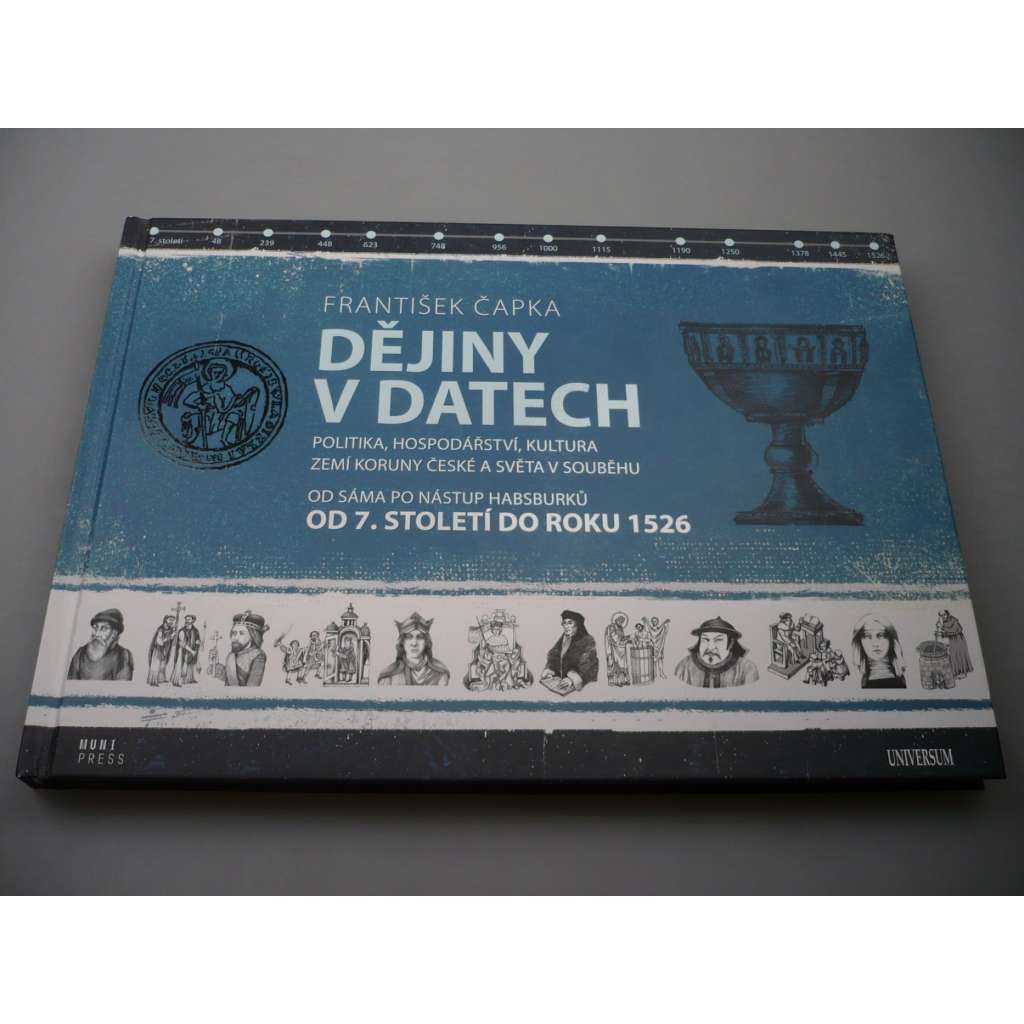 7. století 48 239 448 623 748 956 1000 1115 1190 1250 1378 1445 1526
FRANTIŠEK ČAPKA
DĚJINY
V DATECH
POLITIKA, HOSPODÁŘSTVÍ, KULTURA
ZEMÍ KORUNY ČESKÉ A SVĚTA V SOUBĚHU
OD SÁMA PO NÁSTUP HABSBURKŮ
OD 7. STOLETÍ DO ROKU 1526
MUNI
PRESS
UNIVERSUM